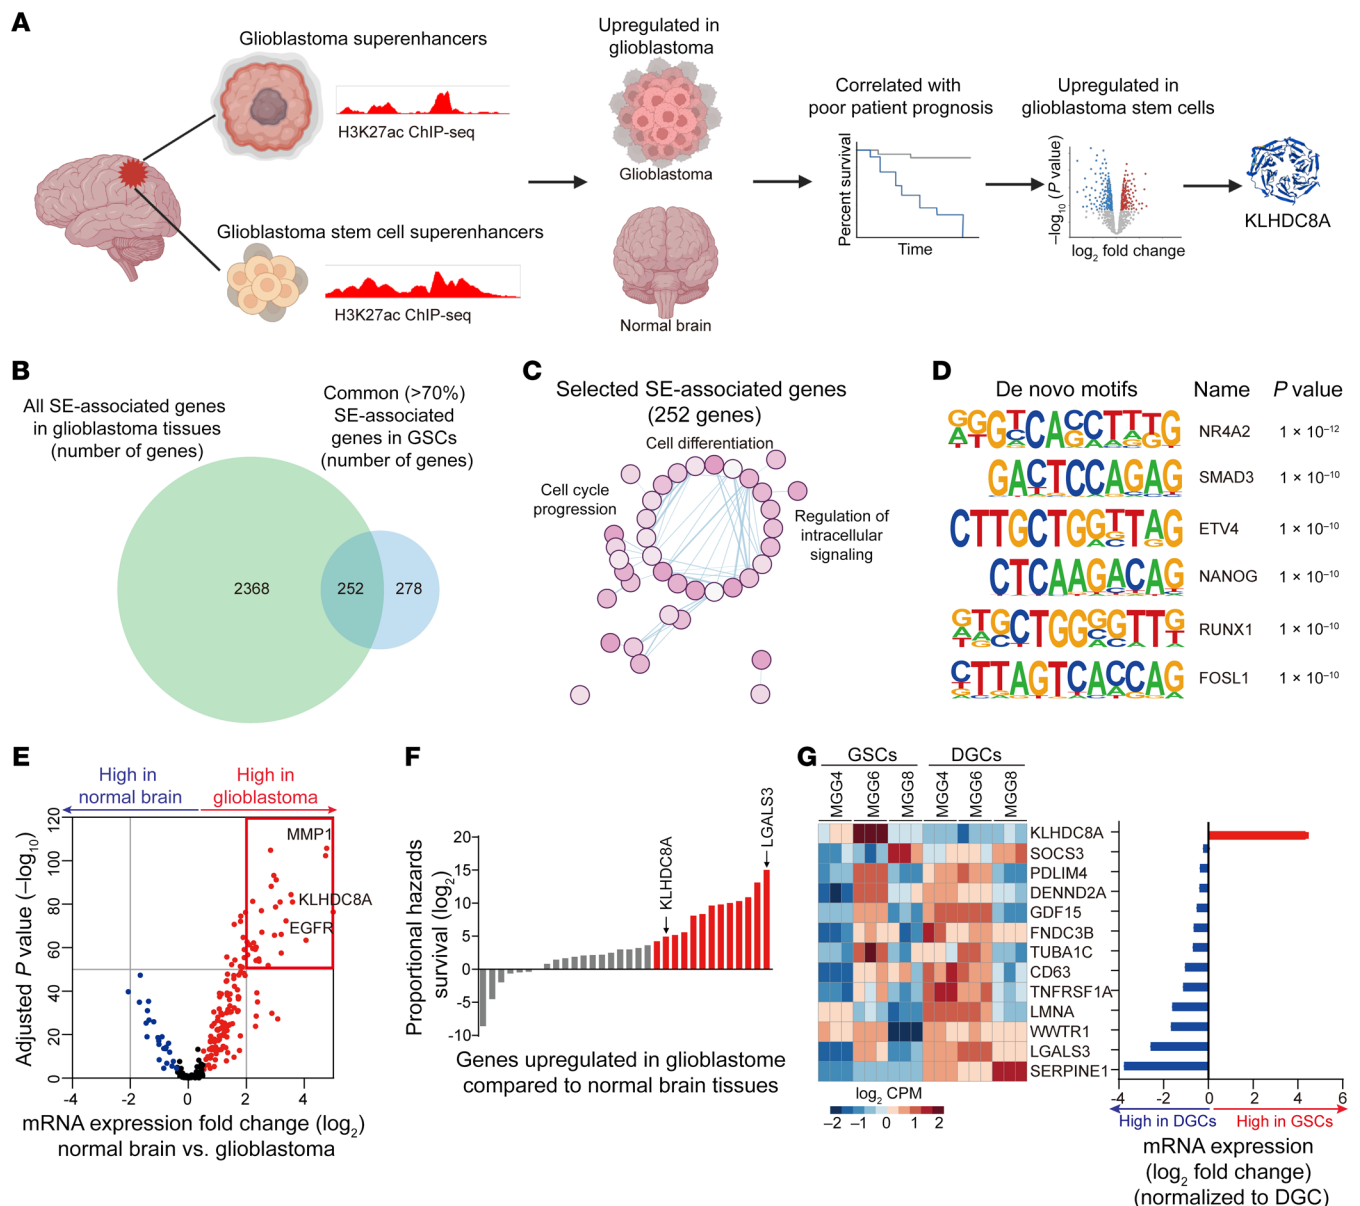 A
Glioblastoma superenhancers
H3K27ac ChIP-seq
Glioblastoma stem cell superenhancers
H3K27ac ChIP-seq
Upregulated in
glioblastoma
Glioblastoma
Normal brain
Correlated with
poor patient prognosis
Percent survival
Time
Upregulated in
glioblastoma stem cells
–log10 (P value)
log2 fold change
KLHDC8A
B
All SE-associated genes
in glioblastoma tissues
(number of genes)
Common (>70%)
SE-associated
genes in GSCs
(number of genes)
2368
252
278
C
Selected SE-associated genes
(252 genes)
Cell differentiation
Cell cycle
progression
Regulation of
intracellular
signaling
D
De novo motifs Name P value
NR4A2 1 × 10–12
SMAD3 1 × 10–10
ETV4 1 × 10–10
NANOG 1 × 10–10
RUNX1 1 × 10–10
FOSL1 1 × 10–10
E
High in
normal brain
High in
glioblastoma
Adjusted P value (–log10)
120
100
80
60
40
20
0
MMP1
KLHDC8A
EGFR
-4 -2 0 2 4
mRNA expression fold change (log2)
normal brain vs. glioblastoma
F
Proportional hazards
survival (log2)
20
15
10
5
0
-5
-10
KLHDC8A
LGALS3
Genes upregulated in glioblastome
compared to normal brain tissues
G
GSCs DGCs
MGG4 MGG6 MGG8 MGG4 MGG6 MGG8
KLHDC8A
SOCS3
PDLIM4
DENND2A
GDF15
FNDC3B
TUBA1C
CD63
TNFRSF1A
LMNA
WWTR1
LGALS3
SERPINE1
log2 CPM
–2 –1 0 1 2
-4 -2 0 2 4 6
High in DGCs High in GSCs
mRNA expression
(log2 fold change)
(normalized to DGC)